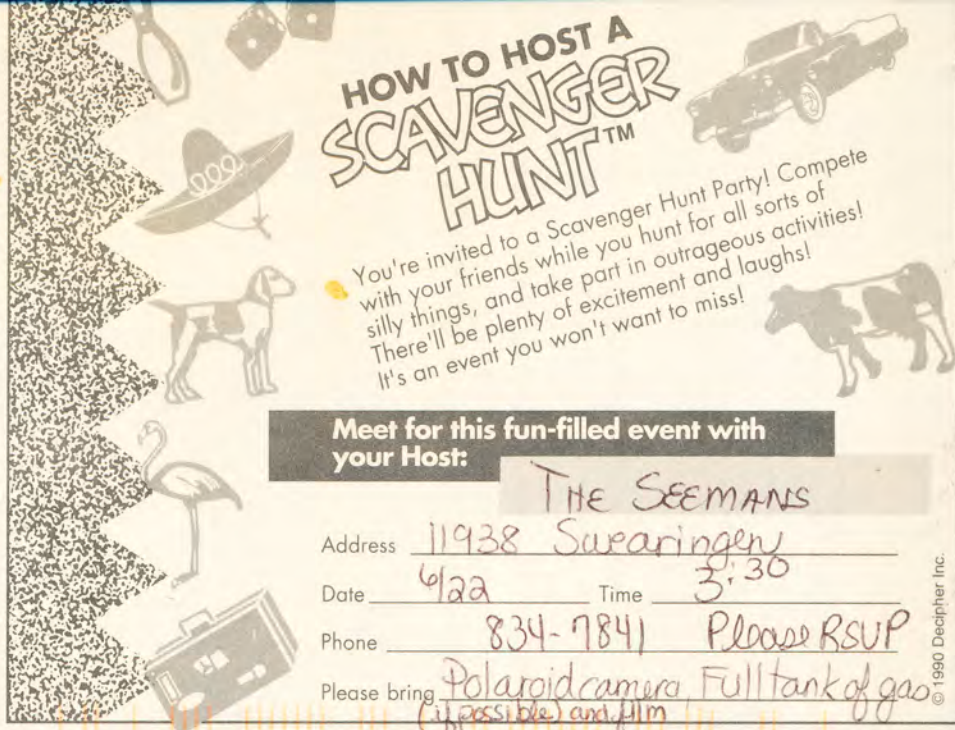 HOW TO HOST A
SCAVENGER
HUNT™
You're invited to a Scavenger Hunt Party! Compete
with your friends while you hunt for all sorts of
silly things, and take part in outrageous activities!
There'll be plenty of excitement and laughs!
It's an event you won't want to miss!
Meet for this fun-filled event with
your Host:
THE SEEMANS
Address 11938 Swearingen
Date 6/22 Time 3:30
Phone 834-7841 Please RSVP
Please bring Polaroid camera, Full tank of gas
(if possible) and film
© 1990 Decipher Inc.